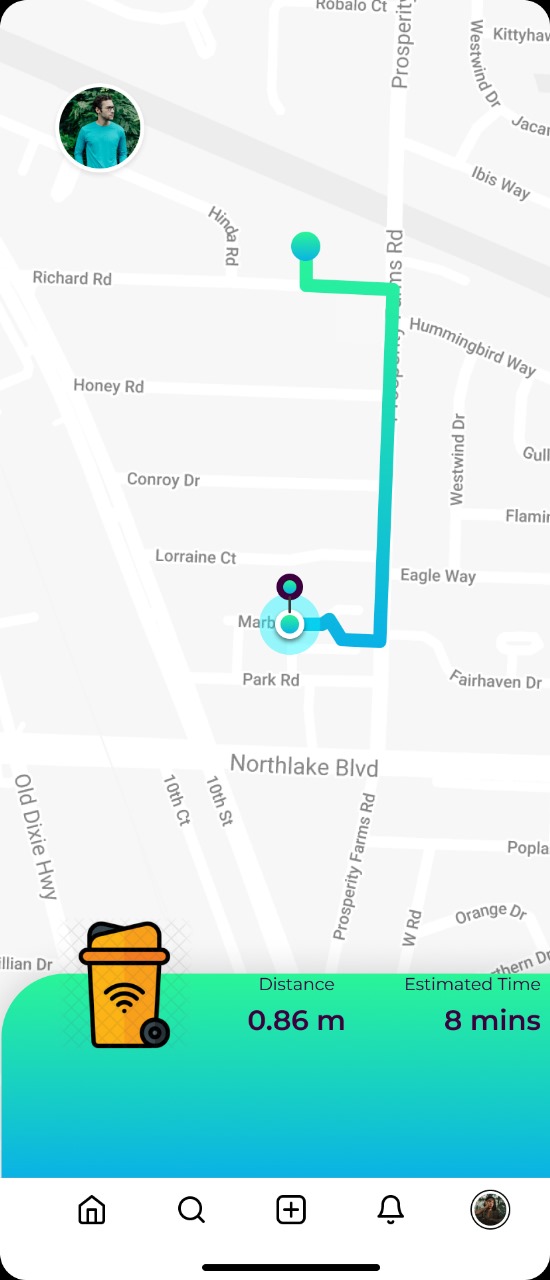 Robalo Ct
Prosperity
Westwind Dr
Kittyhaw
Jacar
Ibis Way
Hinda Rd
Richard Rd
Prosperity Farms Rd
Hummingbird Way
Honey Rd
Westwind Dr
Gull
Conroy Dr
Flamin
Lorraine Ct
Eagle Way
Marb
Park Rd
Fairhaven Dr
Northlake Blvd
Old Dixie Hwy
10th Ct
10th St
Prosperity Farms Rd
Popla
W Rd
Orange Dr
illian Dr
thern Dr
Distance
Estimated Time
0.86 m
8 mins